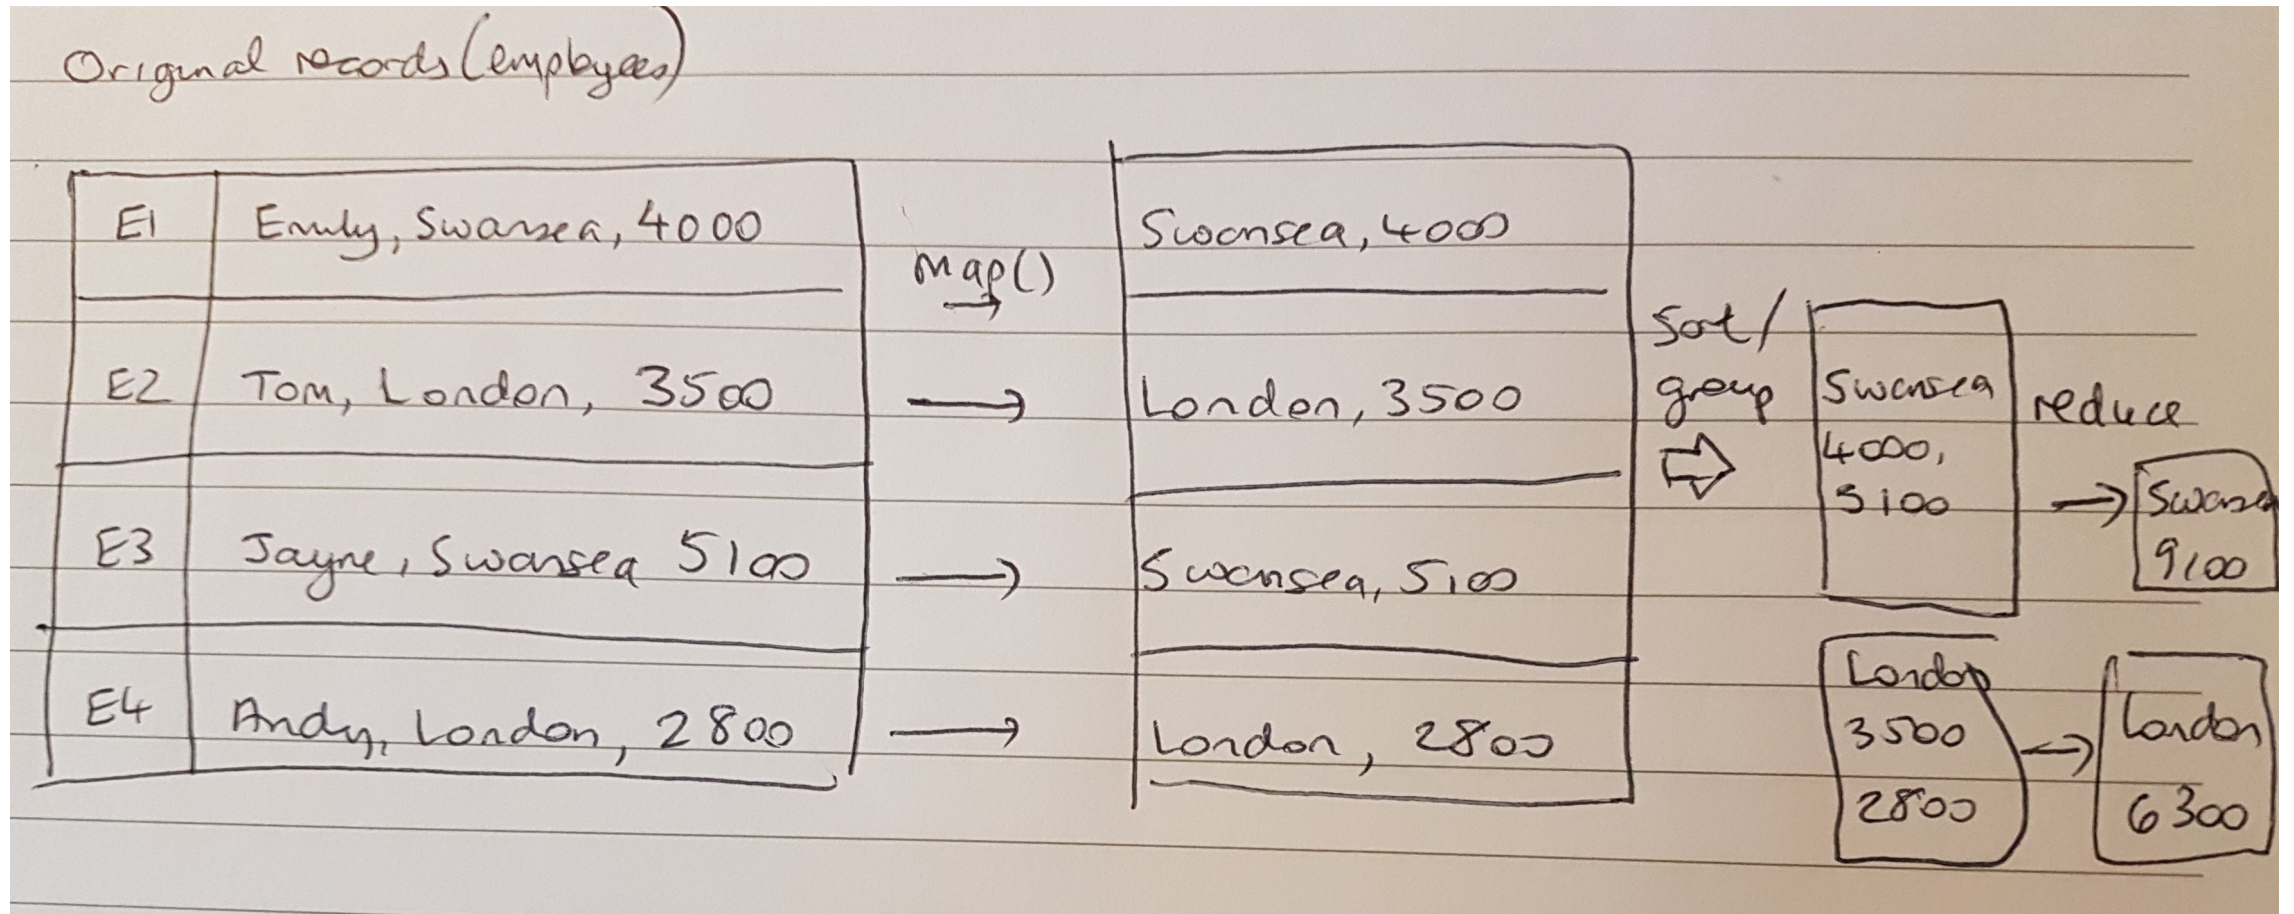 Original records (employees)
E1 Emily, Swansea, 4000
E2 Tom, London, 3500
E3 Jayne, Swansea 5100
E4 Andy, London, 2800
map()
Swansea, 4000
London, 3500
Swansea, 5100
London, 2800
Sort/
group
Swansea
4000,
5100
reduce
Swansea
9100
London
3500
2800
London
6300